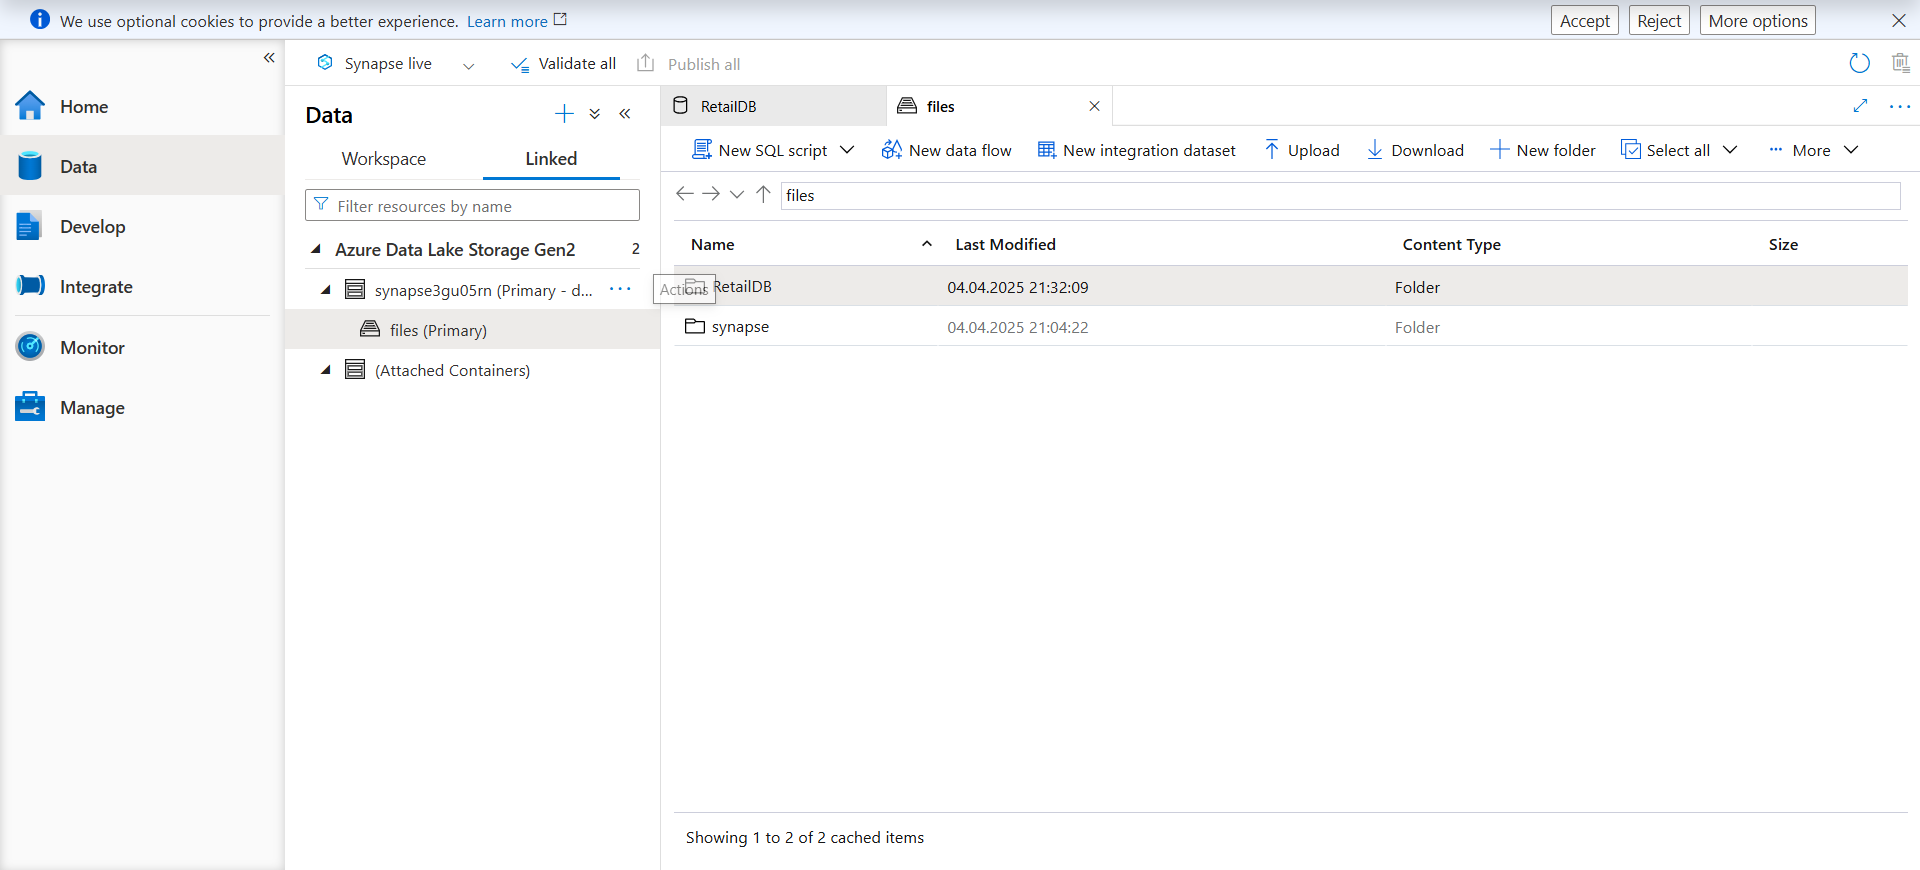 We use optional cookies to provide a better experience. Learn more
Accept
Reject
More options
Home
Data
Develop
Integrate
Monitor
Manage
Synapse live
Validate all
Publish all
Data
Workspace
Linked
Filter resources by name
Azure Data Lake Storage Gen2 2
synapse3gu05rn (Primary - d...
files (Primary)
(Attached Containers)
RetailDB
files
New SQL script
New data flow
New integration dataset
Upload
Download
New folder
Select all
More
files
Name Last Modified Content Type Size
Actions
RetailDB 04.04.2025 21:32:09 Folder
synapse 04.04.2025 21:04:22 Folder
Showing 1 to 2 of 2 cached items